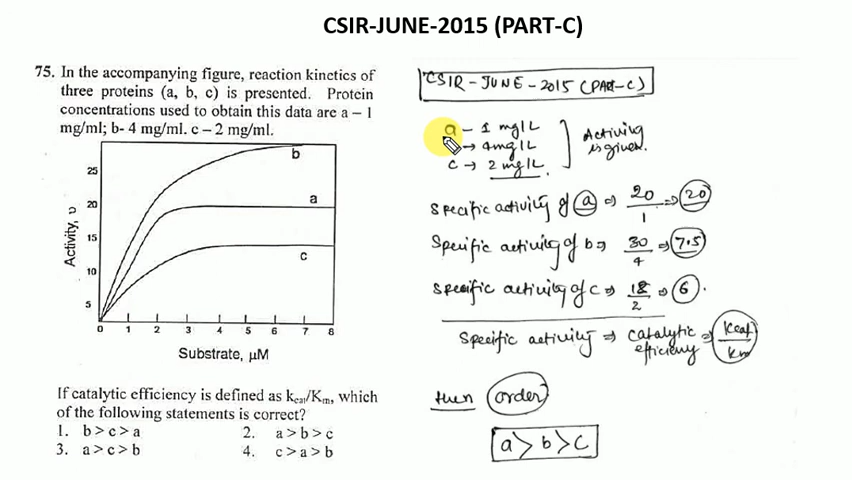 CSIR-JUNE-2015 (PART-C)
75. In the accompanying figure, reaction kinetics of
three proteins (a, b, c) is presented. Protein
concentrations used to obtain this data are a – 1
mg/ml; b- 4 mg/ml. c – 2 mg/ml.
25
20
15
10
5
Activity, υ
b
a
c
0 1 2 3 4 5 6 7 8
Substrate, μM
If catalytic efficiency is defined as kcat/Km, which
of the following statements is correct?
1. b > c > a 2. a > b > c
3. a > c > b 4. c > a > b
CSIR - JUNE - 2015 (PART-C)
a – 1 mg/L
→ 4mg/L
c → 2 mg/L
Activity
is given.
Specific activity of a ⇒ 20/1 ⇒ 20
Specific activity of b ⇒ 30/4 ⇒ 7.5
Specific activity of c ⇒ 12/2 ⇒ 6.
Specific activity ⇒ catalytic efficiency ⇒ Kcat/Km
then order
a > b > c